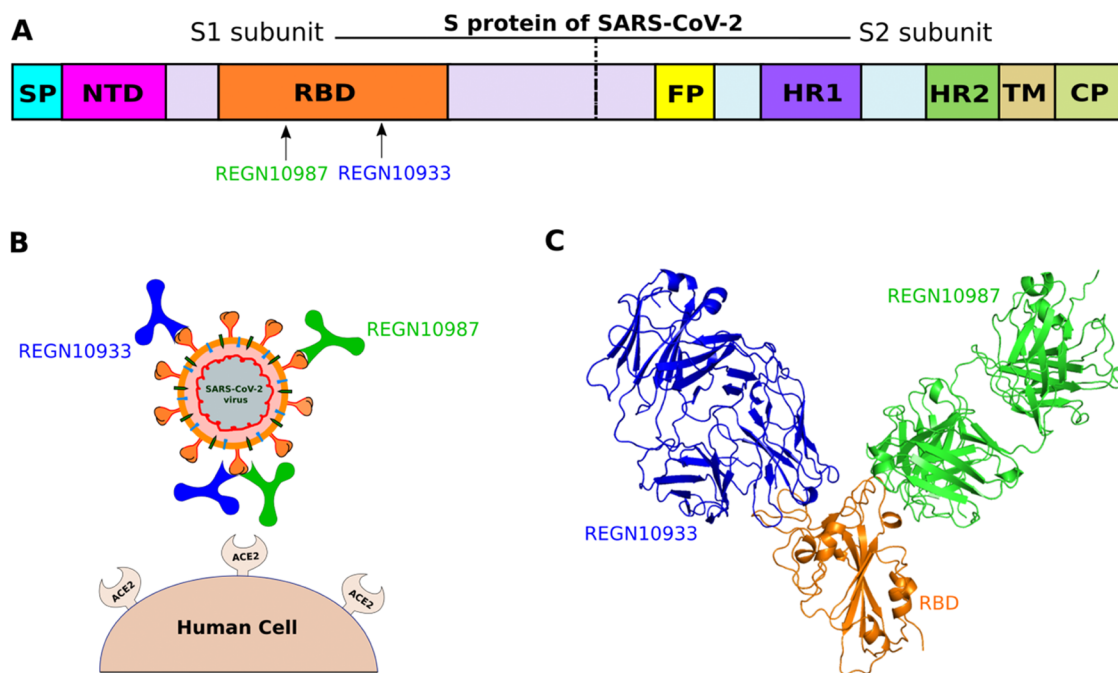 A
S1 subunit
S protein of SARS-CoV-2
S2 subunit
SP
NTD
RBD
FP
HR1
HR2
TM
CP
REGN10987
REGN10933
B
REGN10933
REGN10987
SARS-CoV-2
virus
ACE2
ACE2
ACE2
Human Cell
C
REGN10987
REGN10933
RBD